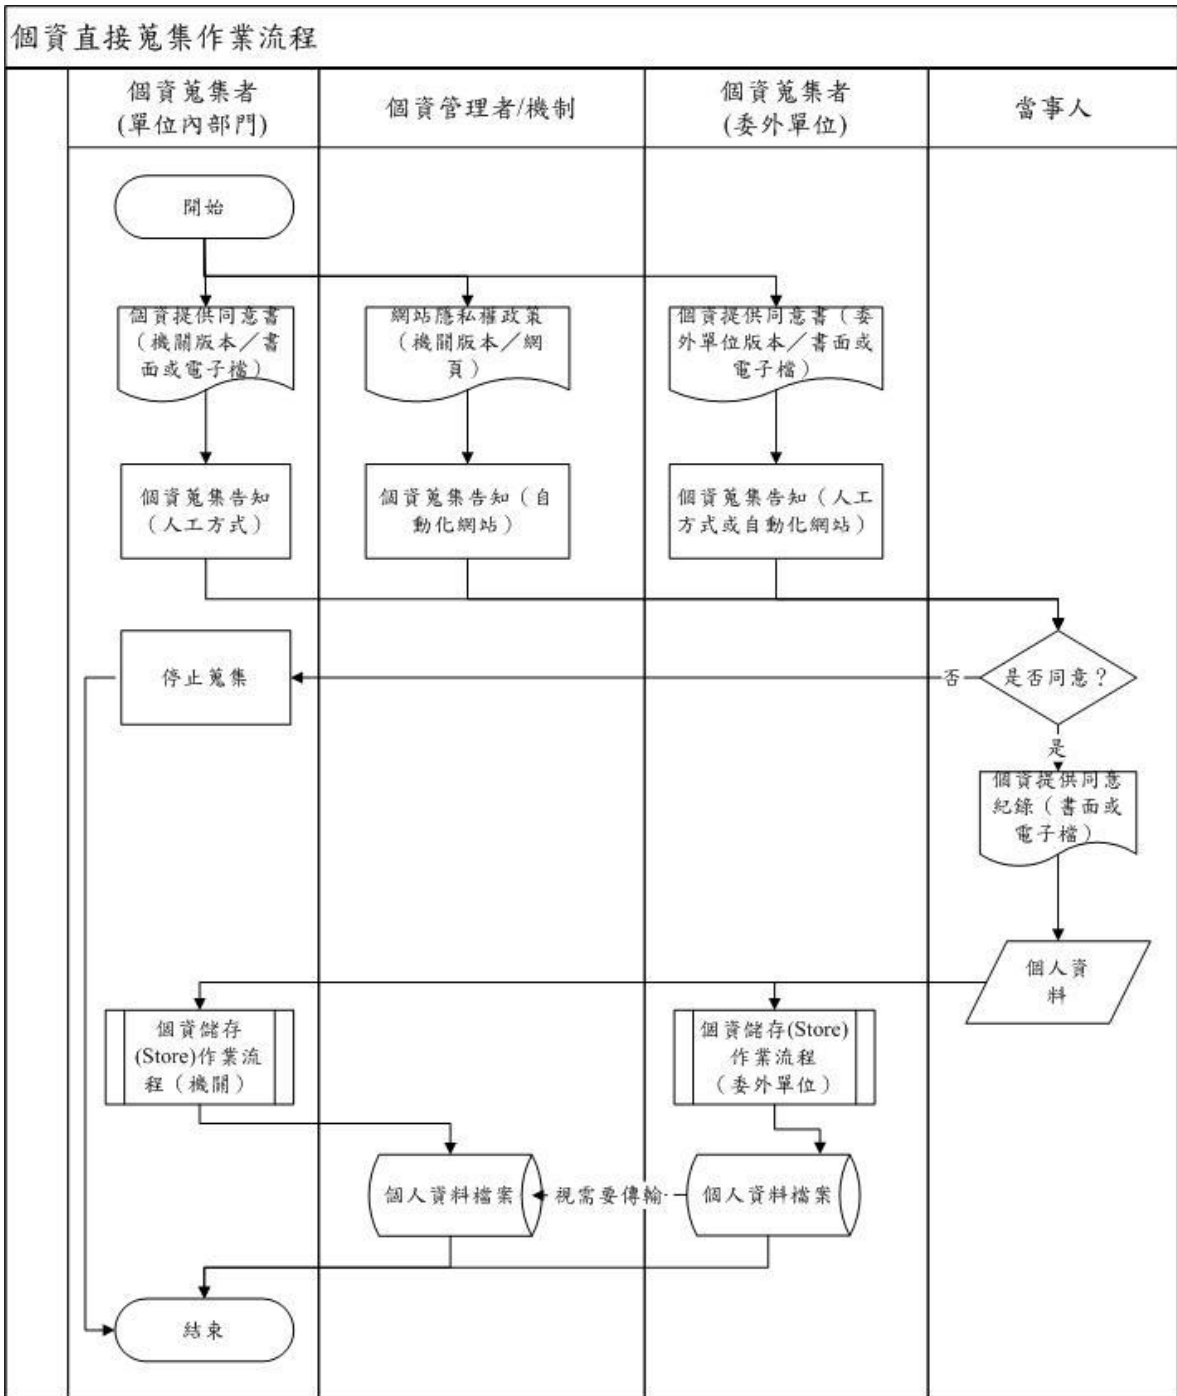 個資直接蒐集作業流程
個資蒐集者
(單位內部門)
個資管理者/機制
個資蒐集者
(委外單位)
當事人
開始
個資提供同意書
（機關版本／書
面或電子檔）
網站隱私權政策
（機關版本／網
頁）
個資提供同意書（委
外單位版本／書面或
電子檔）
個資蒐集告知
（人工方式）
個資蒐集告知（自
動化網站）
個資蒐集告知（人工
方式或自動化網站）
停止蒐集
否
是否同意？
是
個資提供同意
紀錄（書面或
電子檔）
個人資
料
個資儲存
(Store)作業流
程（機關）
個資儲存(Store)
作業流程
（委外單位）
個人資料檔案
視需要傳輸
個人資料檔案
結束